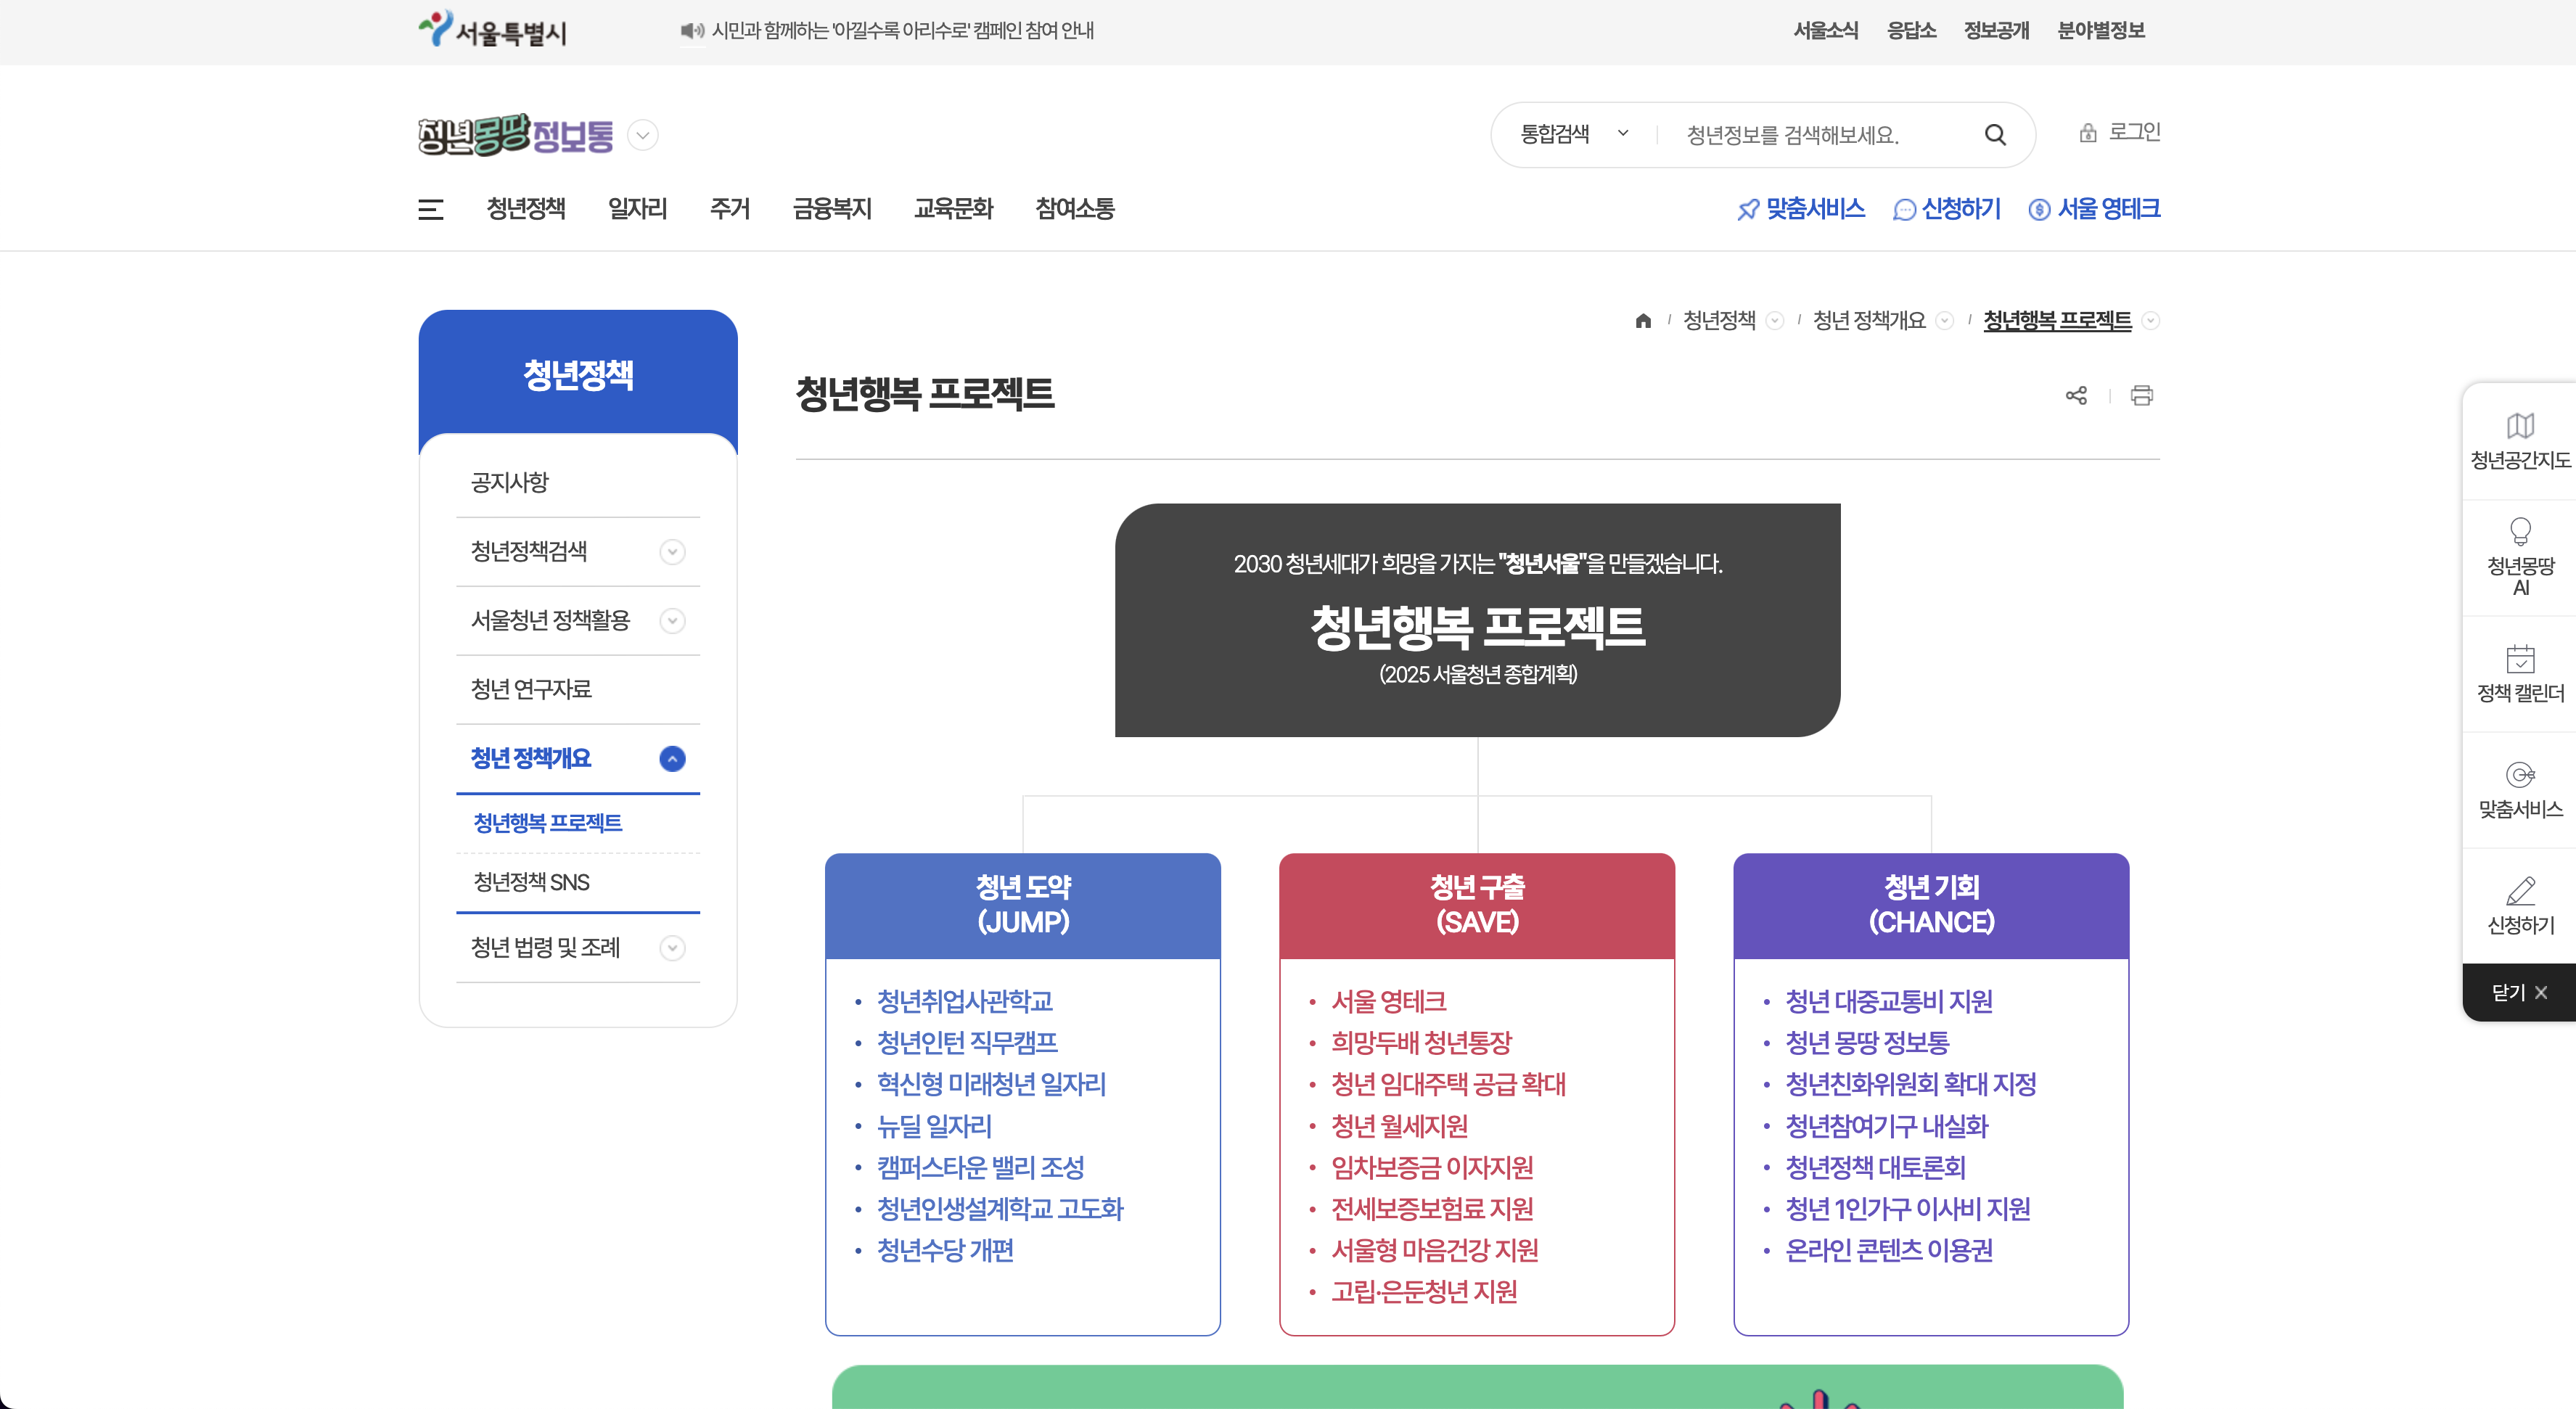 서울특별시
시민과 함께하는 '아낄수록 아리수로' 캠페인 참여 안내
서울소식 응답소 정보공개 분야별정보
청년몽땅정보통
통합검색 청년정보를 검색해보세요.
로그인
청년정책 일자리 주거 금융복지 교육문화 참여소통
맞춤서비스 신청하기 서울 영테크
/ 청년정책 / 청년 정책개요 / 청년행복 프로젝트
청년정책
공지사항
청년정책검색
서울청년 정책활용
청년 연구자료
청년 정책개요
청년행복 프로젝트
청년정책 SNS
청년 법령 및 조례
청년행복 프로젝트
2030 청년세대가 희망을 가지는 "청년서울"을 만들겠습니다.
청년행복 프로젝트
(2025 서울청년 종합계획)
청년 도약
(JUMP)
• 청년취업사관학교
• 청년인턴 직무캠프
• 혁신형 미래청년 일자리
• 뉴딜 일자리
• 캠퍼스타운 밸리 조성
• 청년인생설계학교 고도화
• 청년수당 개편
청년 구출
(SAVE)
• 서울 영테크
• 희망두배 청년통장
• 청년 임대주택 공급 확대
• 청년 월세지원
• 임차보증금 이자지원
• 전세보증보험료 지원
• 서울형 마음건강 지원
• 고립·은둔청년 지원
청년 기회
(CHANCE)
• 청년 대중교통비 지원
• 청년 몽땅 정보통
• 청년친화위원회 확대 지정
• 청년참여기구 내실화
• 청년정책 대토론회
• 청년 1인가구 이사비 지원
• 온라인 콘텐츠 이용권
청년공간지도
청년몽땅
AI
정책 캘린더
맞춤서비스
신청하기
닫기